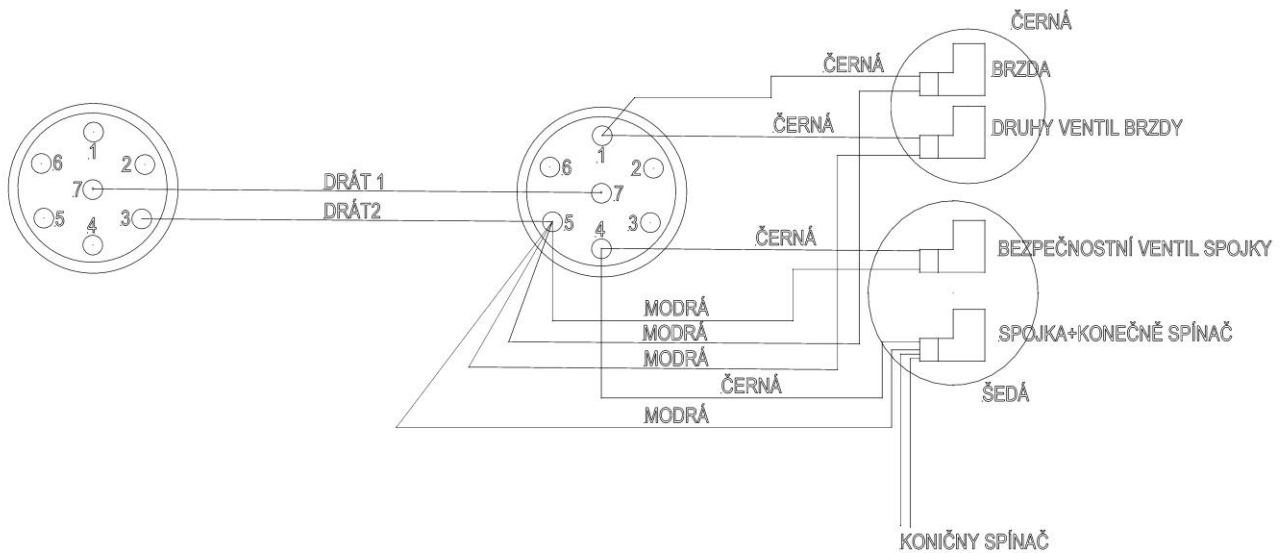 ČERNÁ
ČERNÁ
BRZDA
ČERNÁ
DRUHY VENTIL BRZDY
1
6
2
7
5
3
4
DRÁT 1
DRÁT2
1
6
2
7
5
3
4
ČERNÁ
BEZPEČNOSTNÍ VENTIL SPOJKY
MODRÁ
MODRÁ
SPOJKA+KONEČNĚ SPÍNAČ
MODRÁ
ČERNÁ
ŠEDÁ
MODRÁ
KONIČNY SPÍNAČ